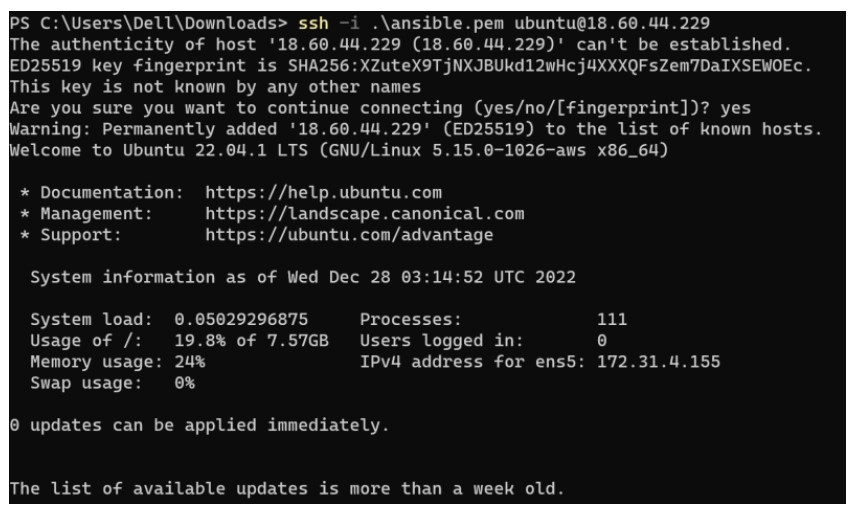 PS C:\Users\Dell\Downloads> ssh -i .\ansible.pem ubuntu@18.60.44.229
The authenticity of host '18.60.44.229 (18.60.44.229)' can't be established.
ED25519 key fingerprint is SHA256:XZuteX9TjNXJBUkd12wHcj4XXXQFsZem7DaIXSEWOEc.
This key is not known by any other names
Are you sure you want to continue connecting (yes/no/[fingerprint])? yes
Warning: Permanently added '18.60.44.229' (ED25519) to the list of known hosts.
Welcome to Ubuntu 22.04.1 LTS (GNU/Linux 5.15.0-1026-aws x86_64)
* Documentation: https://help.ubuntu.com
* Management: https://landscape.canonical.com
* Support: https://ubuntu.com/advantage
System information as of Wed Dec 28 03:14:52 UTC 2022
System load: 0.05029296875 Processes: 111
Usage of /: 19.8% of 7.57GB Users logged in: 0
Memory usage: 24% IPv4 address for ens5: 172.31.4.155
Swap usage: 0%
0 updates can be applied immediately.
The list of available updates is more than a week old.